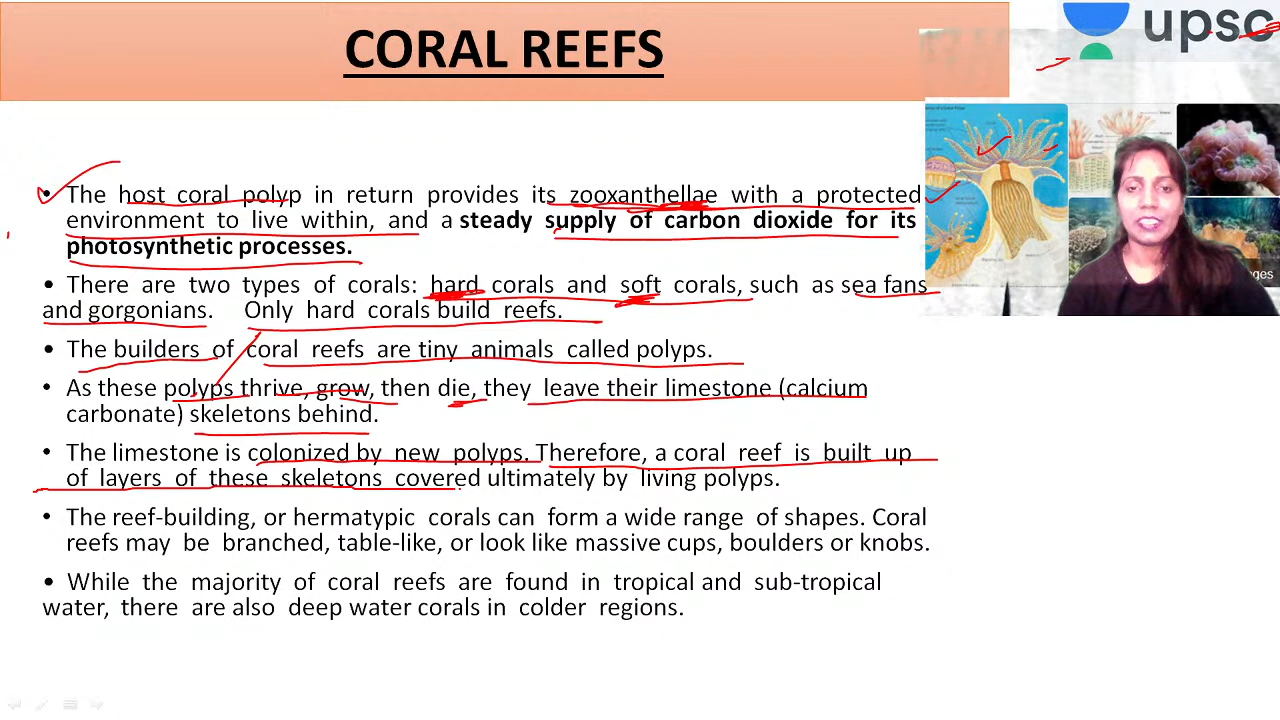 CORAL REEFS
upsc
• The host coral polyp in return provides its zooxanthellae with a protected
environment to live within, and a steady supply of carbon dioxide for its
photosynthetic processes.
• There are two types of corals: hard corals and soft corals, such as sea fans
and gorgonians. Only hard corals build reefs.
• The builders of coral reefs are tiny animals called polyps.
• As these polyps thrive, grow, then die, they leave their limestone (calcium
carbonate) skeletons behind.
• The limestone is colonized by new polyps. Therefore, a coral reef is built up
of layers of these skeletons covered ultimately by living polyps.
• The reef-building, or hermatypic corals can form a wide range of shapes. Coral
reefs may be branched, table-like, or look like massive cups, boulders or knobs.
• While the majority of coral reefs are found in tropical and sub-tropical
water, there are also deep water corals in colder regions.